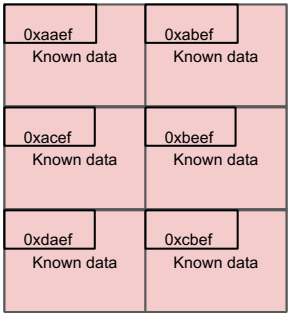 0xaaef
Known data
0xabef
Known data
0xacef
Known data
0xbeef
Known data
0xdaef
Known data
0xcbef
Known data